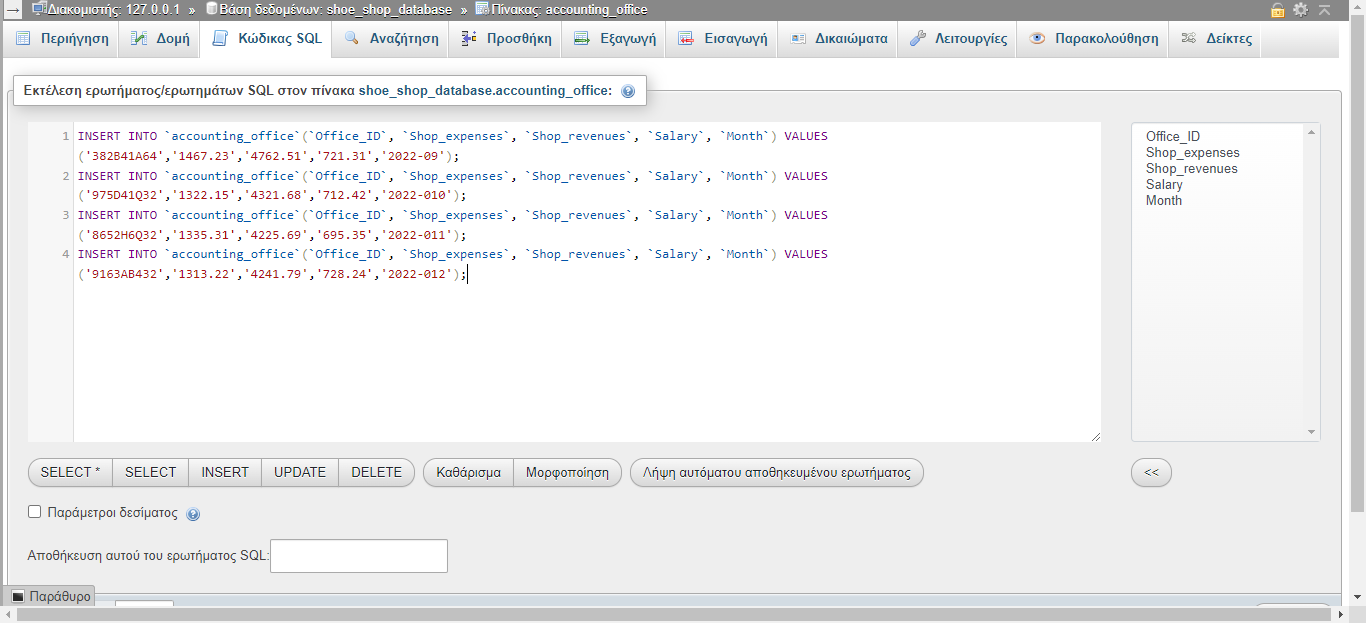 Διακομιστής: 127.0.0.1 » Βάση δεδομένων: shoe_shop_database » Πίνακας: accounting_office
Περιήγηση Δομή Κώδικας SQL Αναζήτηση Προσθήκη Εξαγωγή Εισαγωγή Δικαιώματα Λειτουργίες Παρακολούθηση Δείκτες
Εκτέλεση ερωτήματος/ερωτημάτων SQL στον πίνακα shoe_shop_database.accounting_office:
1 INSERT INTO `accounting_office`(`Office_ID`, `Shop_expenses`, `Shop_revenues`, `Salary`, `Month`) VALUES
('382B41A64','1467.23','4762.51','721.31','2022-09');
2 INSERT INTO `accounting_office`(`Office_ID`, `Shop_expenses`, `Shop_revenues`, `Salary`, `Month`) VALUES
('975D41Q32','1322.15','4321.68','712.42','2022-010');
3 INSERT INTO `accounting_office`(`Office_ID`, `Shop_expenses`, `Shop_revenues`, `Salary`, `Month`) VALUES
('8652H6Q32','1335.31','4225.69','695.35','2022-011');
4 INSERT INTO `accounting_office`(`Office_ID`, `Shop_expenses`, `Shop_revenues`, `Salary`, `Month`) VALUES
('9163AB432','1313.22','4241.79','728.24','2022-012');
Office_ID
Shop_expenses
Shop_revenues
Salary
Month
SELECT * SELECT INSERT UPDATE DELETE Καθάρισμα Μορφοποίηση Λήψη αυτόματου αποθηκευμένου ερωτήματος <<
Παράμετροι δεσίματος
Αποθήκευση αυτού του ερωτήματος SQL:
Παράθυρο